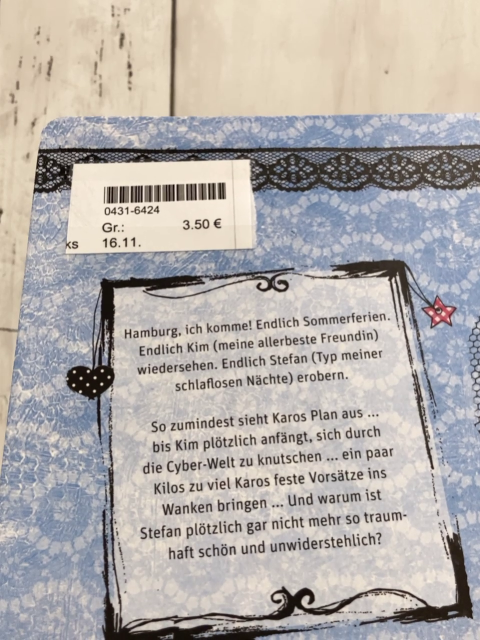 0431-6424
Gr.: 3.50 €
ks 16.11.
Hamburg, ich komme! Endlich Sommerferien.
Endlich Kim (meine allerbeste Freundin)
wiedersehen. Endlich Stefan (Typ meiner
schlaflosen Nächte) erobern.
So zumindest sieht Karos Plan aus ...
bis Kim plötzlich anfängt, sich durch
die Cyber-Welt zu knutschen ... ein paar
Kilos zu viel Karos feste Vorsätze ins
Wanken bringen ... Und warum ist
Stefan plötzlich gar nicht mehr so traum-
haft schön und unwiderstehlich?